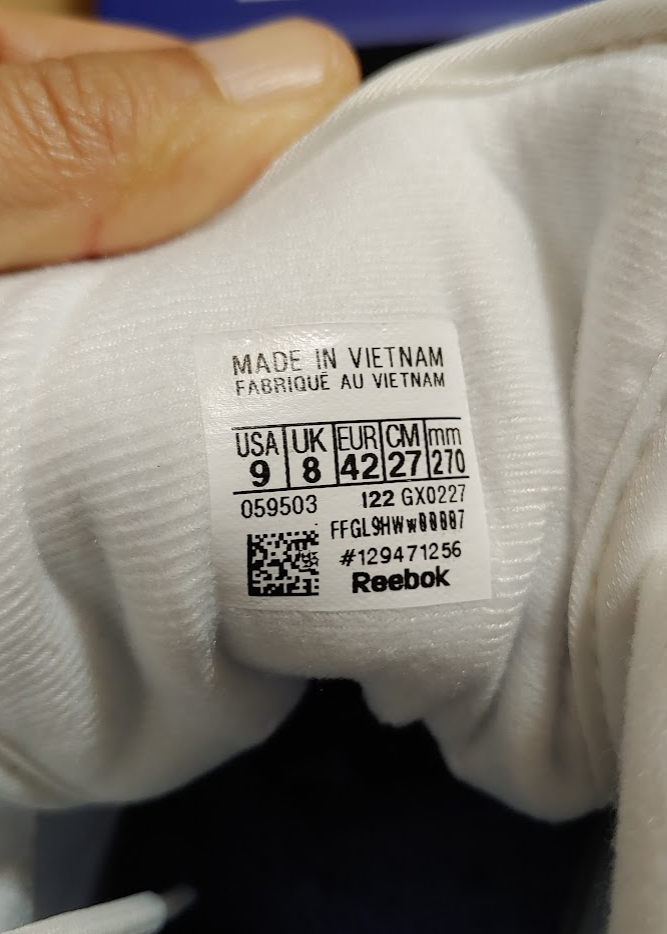 MADE IN VIETNAM
FABRIQUÉ AU VIETNAM
USA UK EUR CM mm
9 8 42 27 270
059503 I22 GX0227
#129471256
Reebok